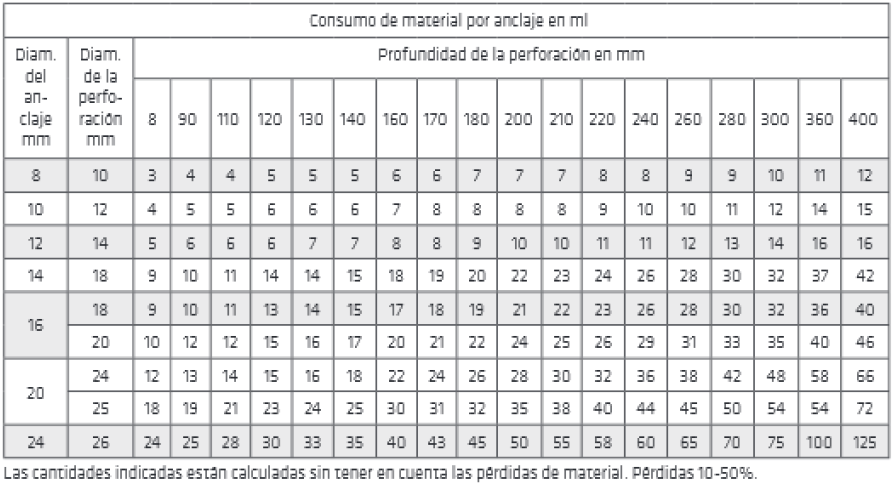 Consumo de material por anclaje en ml
Diam. del an- claje mm Diam. de la perfo- ración mm Profundidad de la perforación en mm
8 90 110 120 130 140 160 170 180 200 210 220 240 260 280 300 360 400
8 10 3 4 4 5 5 5 6 6 7 7 7 8 8 9 9 10 11 12
10 12 4 5 5 6 6 6 7 8 8 8 8 9 10 10 11 12 14 15
12 14 5 6 6 6 7 7 8 8 9 10 10 11 11 12 13 14 16 16
14 18 9 10 11 14 14 15 18 19 20 22 23 24 26 28 30 32 37 42
16 18 9 10 11 13 14 15 17 18 19 21 22 23 26 28 30 32 36 40
20 10 12 12 15 16 17 20 21 22 24 25 26 29 31 33 35 40 46
20 24 12 13 14 15 16 18 22 24 26 28 30 32 36 38 42 48 58 66
25 18 19 21 23 24 25 30 31 32 35 38 40 44 45 50 54 54 72
24 26 24 25 28 30 33 35 40 43 45 50 55 58 60 65 70 75 100 125
Las cantidades indicadas están calculadas sin tener en cuenta las pérdidas de material. Pérdidas 10-50%.